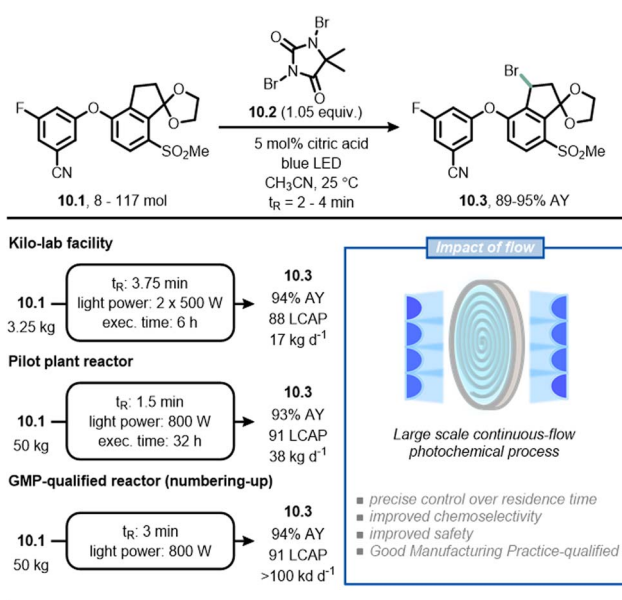 Br
O
N
Br
N
O
10.2 (1.05 equiv.)
5 mol% citric acid
blue LED
CH3CN, 25 °C
tR = 2 - 4 min
F
O
O
O
SO2Me
CN
10.1, 8 - 117 mol
Br
F
O
O
O
SO2Me
CN
10.3, 89-95% AY
Kilo-lab facility
10.1
3.25 kg
tR: 3.75 min
light power: 2 x 500 W
exec. time: 6 h
10.3
94% AY
88 LCAP
17 kg d-1
Pilot plant reactor
10.1
50 kg
tR: 1.5 min
light power: 800 W
exec. time: 32 h
10.3
93% AY
91 LCAP
38 kg d-1
GMP-qualified reactor (numbering-up)
10.1
50 kg
tR: 3 min
light power: 800 W
10.3
94% AY
91 LCAP
>100 kd d-1
Impact of flow
Large scale continuous-flow
photochemical process
precise control over residence time
improved chemoselectivity
improved safety
Good Manufacturing Practice-qualified